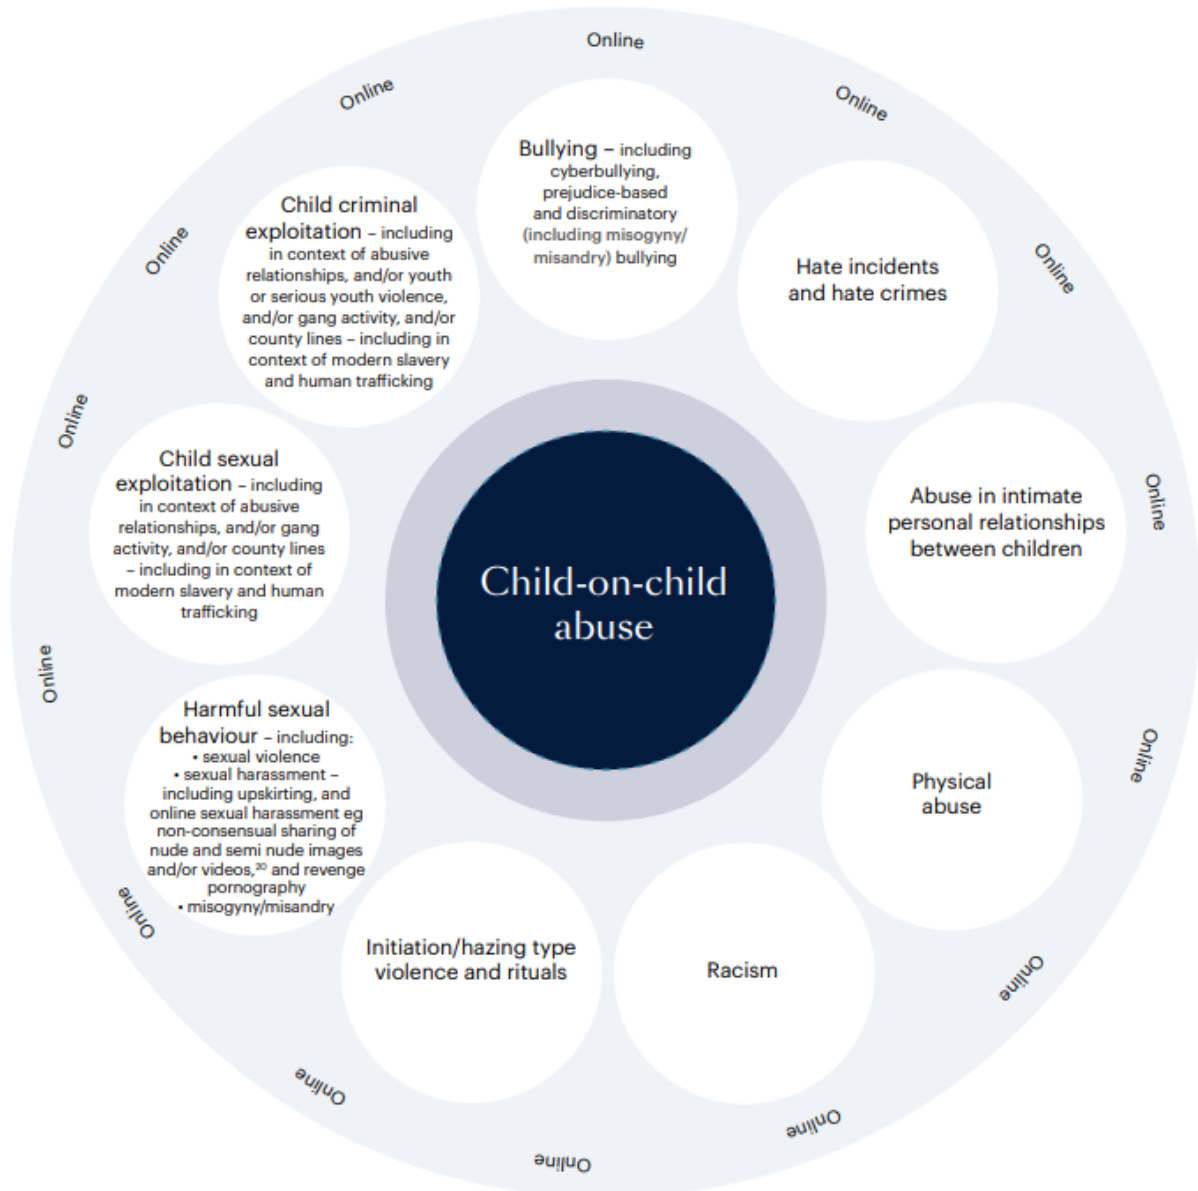 Online
Online
Online
Bullying – including
cyberbullying,
prejudice-based
and discriminatory
(including misogyny/
misandry) bullying
Hate incidents
and hate crimes
Online
Abuse in intimate
personal relationships
between children
Online
Physical
abuse
Online
Racism
Online
Online
Initiation/hazing type
violence and rituals
Online
Online
Harmful sexual
behaviour – including:
• sexual violence
• sexual harassment –
including upskirting, and
online sexual harassment eg
non-consensual sharing of
nude and semi nude images
and/or videos,²⁰ and revenge
pornography
• misogyny/misandry
Online
Online
Child sexual
exploitation – including
in context of abusive
relationships, and/or gang
activity, and/or county lines
– including in context of
modern slavery and human
trafficking
Online
Child criminal
exploitation – including
in context of abusive
relationships, and/or youth
or serious youth violence,
and/or gang activity, and/or
county lines – including in
context of modern slavery
and human trafficking
Online
Child-on-child
abuse